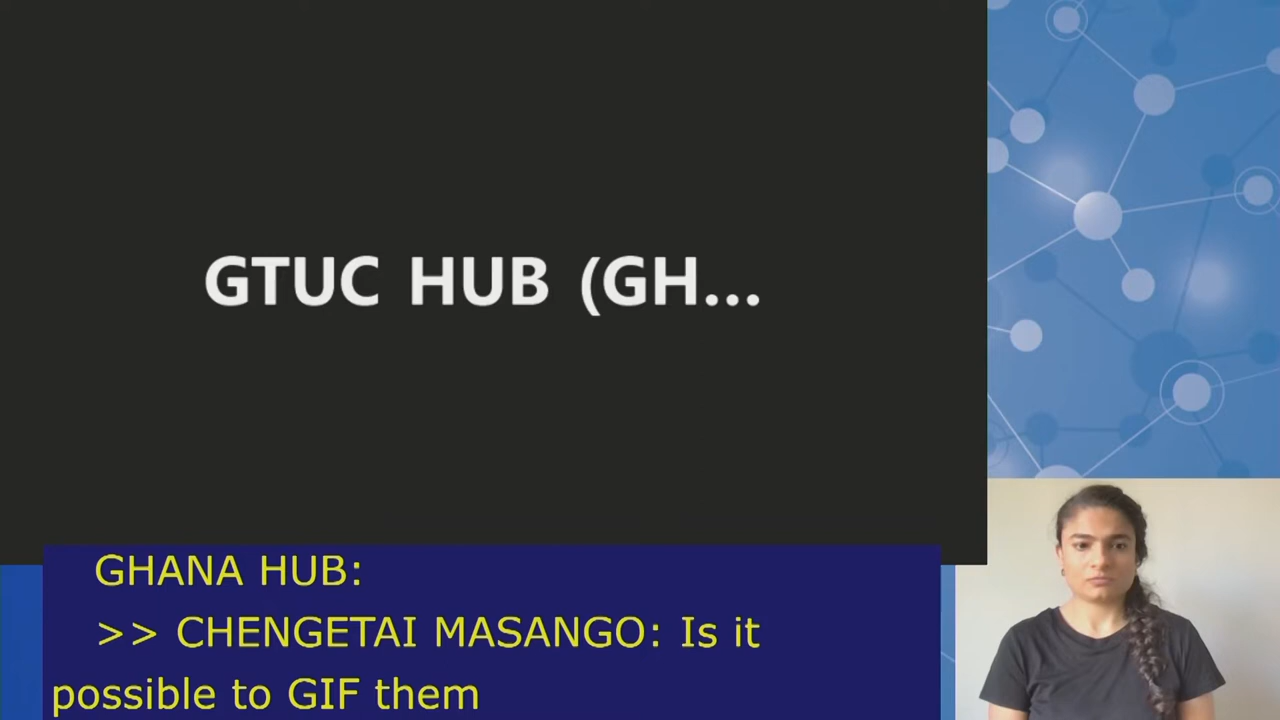 GTUC HUB (GH...
GHANA HUB:
>> CHENGETAI MASANGO: Is it
possible to GIF them